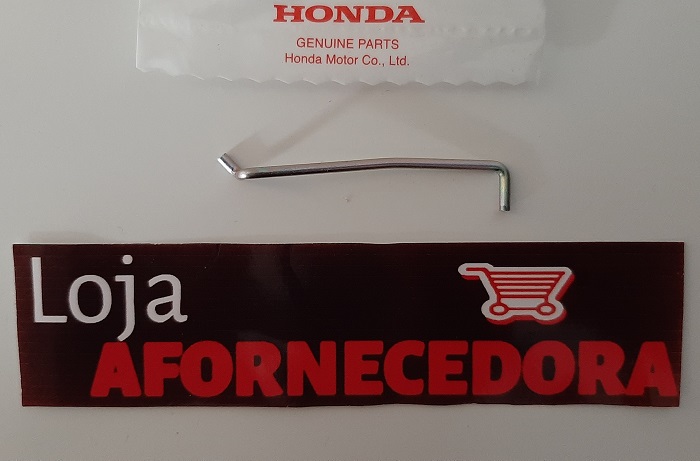 HONDA
GENUINE PARTS
Honda Motor Co., Ltd.
Loja
AFORNECEDORA